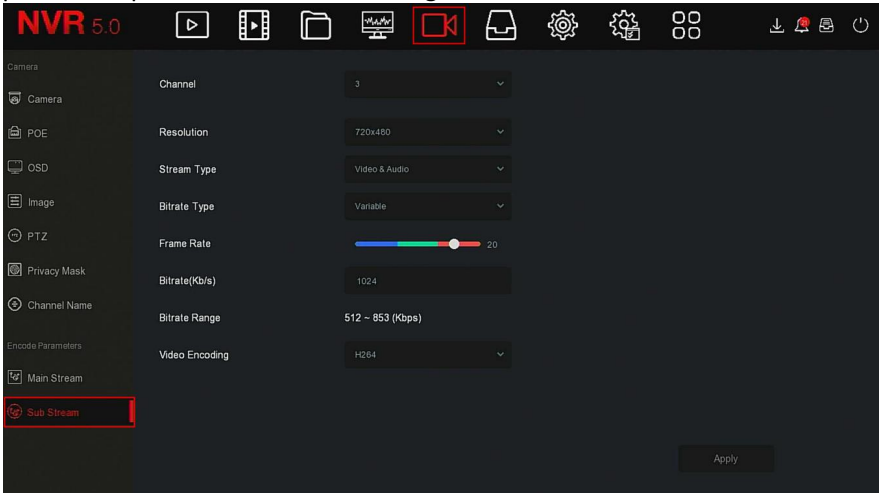 NVR 5.0
21
Camera
Camera
POE
OSD
Image
PTZ
Privacy Mask
Channel Name
Encode Parameters
Main Stream
Sub Stream
Channel 3
Resolution 720x480
Stream Type Video & Audio
Bitrate Type Variable
Frame Rate 20
Bitrate(Kb/s) 1024
Bitrate Range 512 ~ 853 (Kbps)
Video Encoding H264
Apply